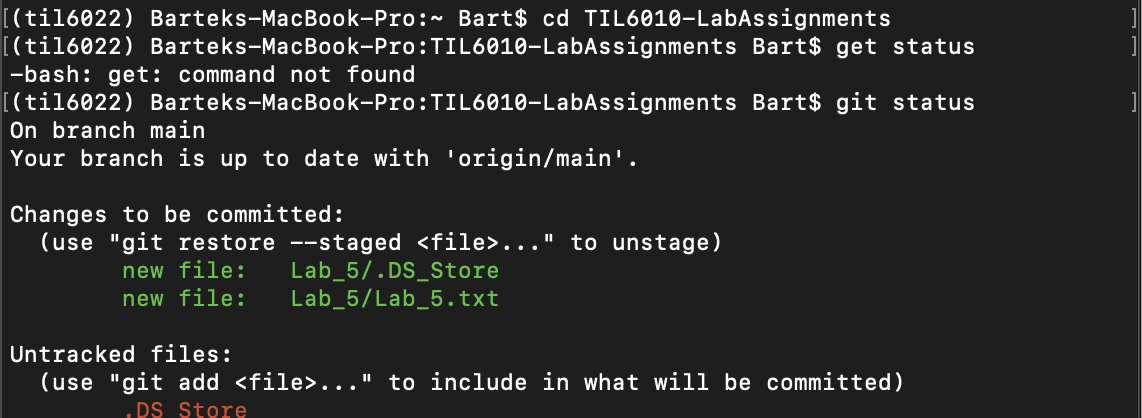 [(til6022) Barteks-MacBook-Pro:~ Bart$ cd TIL6010-LabAssignments ]
[(til6022) Barteks-MacBook-Pro:TIL6010-LabAssignments Bart$ get status ]
-bash: get: command not found
[(til6022) Barteks-MacBook-Pro:TIL6010-LabAssignments Bart$ git status ]
On branch main
Your branch is up to date with 'origin/main'.
Changes to be committed:
(use "git restore --staged <file>..." to unstage)
new file: Lab_5/.DS_Store
new file: Lab_5/Lab_5.txt
Untracked files:
(use "git add <file>..." to include in what will be committed)
.DS_Store